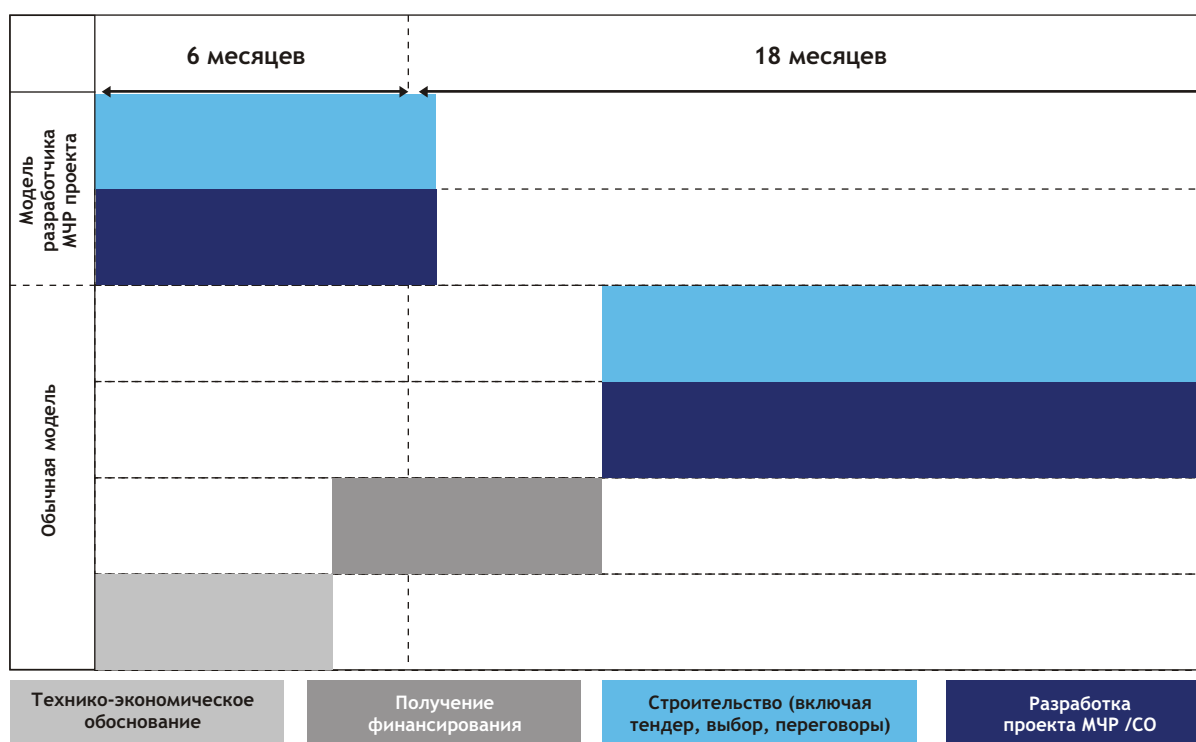 6 месяцев
18 месяцев
Модель
разработчика
МЧР проекта
Обычная модель
Технико-экономическое
обоснование
Получение
финансирования
Строительство (включая
тендер, выбор, переговоры)
Разработка
проекта МЧР /СО